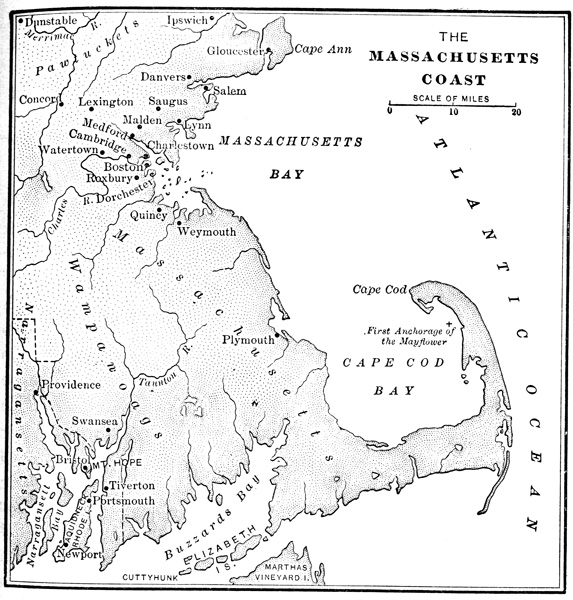 THE
MASSACHUSETTS
COAST
SCALE OF MILES
0 10 20
Dunstable
Merrimac R.
Ipswich
Pawtuckets
Gloucester
Cape Ann
Danvers
Salem
Concord
Lexington
Saugus
Malden
Lynn
Medford
Cambridge
Charlestown
Watertown
Boston
Roxbury
Dorchester
Charles
R.
MASSACHUSETTS
BAY
ATLANTIC OCEAN
Quincy
Weymouth
Massachusetts
Wampanoags
Narragansetts
Cape Cod
First Anchorage of
the Mayflower
Plymouth
CAPE COD
BAY
Taunton R.
Providence
Swansea
Bristol
MT. HOPE
Tiverton
Portsmouth
Narragansett
Bay
AQUIDNECK
RHODE I.
Newport
Buzzards Bay
ELIZABETH
IS.
CUTTYHUNK
MARTHAS
VINEYARD I.